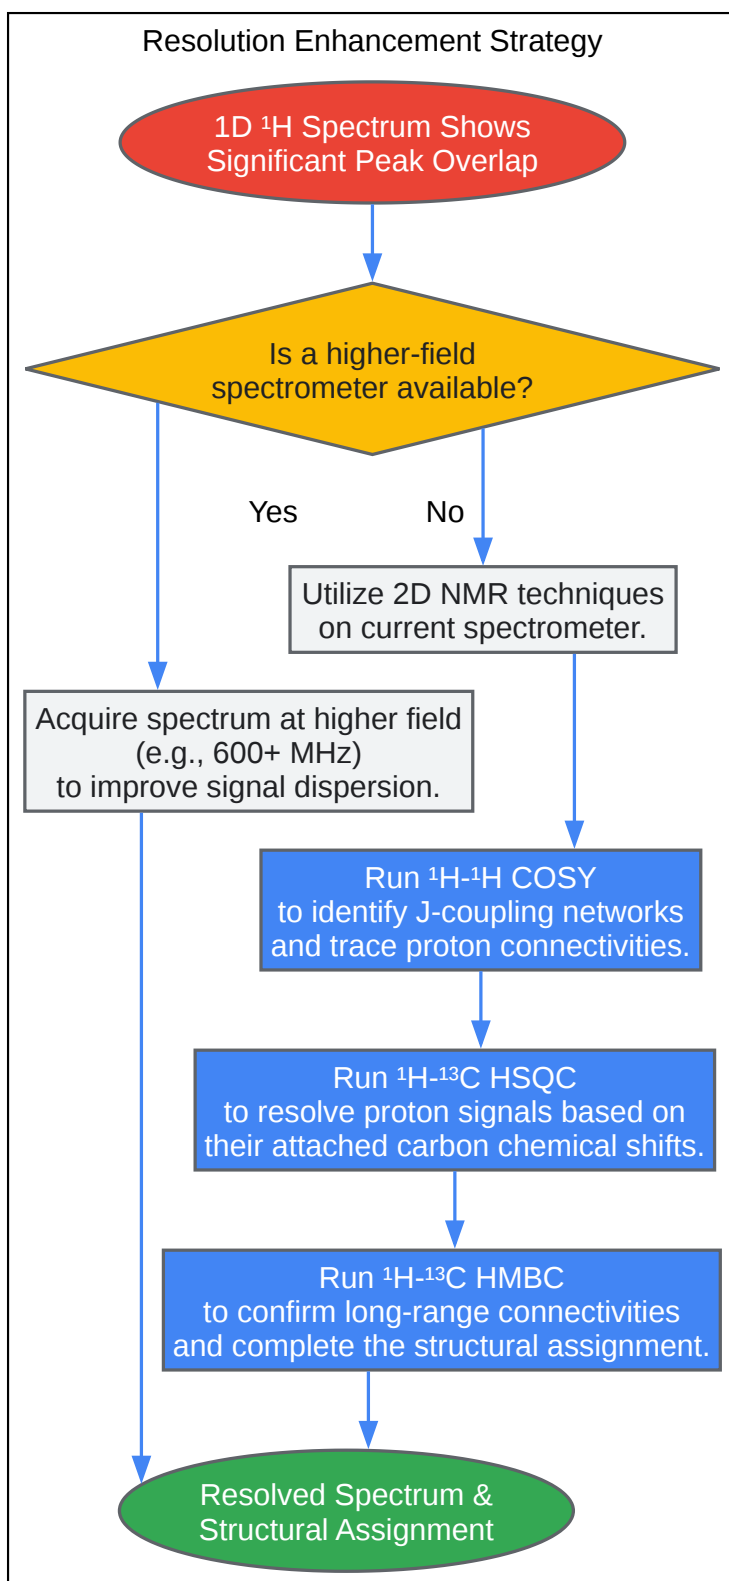 Resolution Enhancement Strategy
1D ¹H Spectrum Shows
Significant Peak Overlap
Is a higher-field
spectrometer available?
Yes
No
Utilize 2D NMR techniques
on current spectrometer.
Acquire spectrum at higher field
(e.g., 600+ MHz)
to improve signal dispersion.
Run ¹H-¹H COSY
to identify J-coupling networks
and trace proton connectivities.
Run ¹H-¹³C HSQC
to resolve proton signals based on
their attached carbon chemical shifts.
Run ¹H-¹³C HMBC
to confirm long-range connectivities
and complete the structural assignment.
Resolved Spectrum &
Structural Assignment